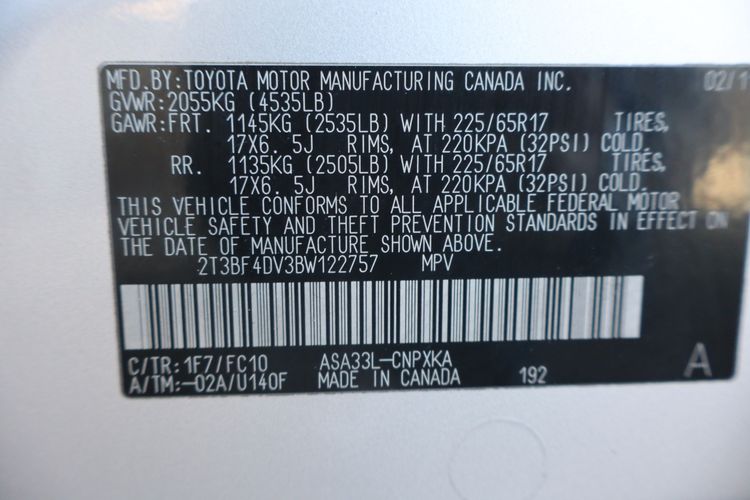 MFD.BY:TOYOTA MOTOR MANUFACTURING CANADA INC. 02/1
GVWR:2055KG (4535LB)
GAWR:FRT. 1145KG (2535LB) WITH 225/65R17 TIRES,
17X6. 5J RIMS, AT 220KPA (32PSI) COLD.
RR. 1135KG (2505LB) WITH 225/65R17 TIRES,
17X6. 5J RIMS, AT 220KPA (32PSI) COLD.
THIS VEHICLE CONFORMS TO ALL APPLICABLE FEDERAL MOTOR
VEHICLE SAFETY AND THEFT PREVENTION STANDARDS IN EFFECT ON
THE DATE OF MANUFACTURE SHOWN ABOVE.
2T3BF4DV3BW122757 MPV
C/TR:1F7/FC10 ASA33L-CNPXKA A
A/TM:-02A/U140F MADE IN CANADA 192